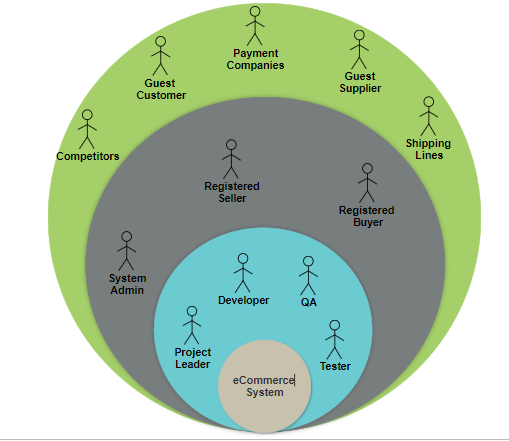 Payment
Companies
Guest
Customer
Guest
Supplier
Competitors
Shipping
Lines
Registered
Seller
Registered
Buyer
System
Admin
Developer
QA
Project
Leader
Tester
eCommerce
System